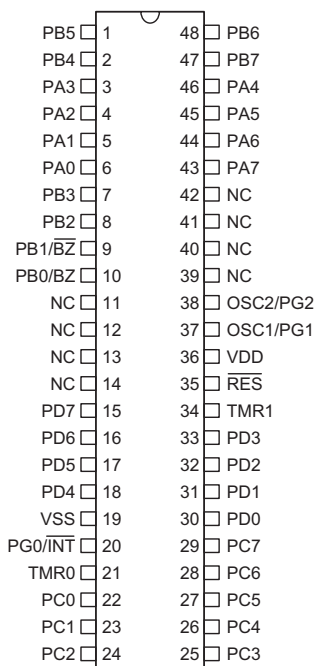 PB5 1 48 PB6
PB4 2 47 PB7
PA3 3 46 PA4
PA2 4 45 PA5
PA1 5 44 PA6
PA0 6 43 PA7
PB3 7 42 NC
PB2 8 41 NC
PB1/B̅Z̅ 9 40 NC
PB0/BZ 10 39 NC
NC 11 38 OSC2/PG2
NC 12 37 OSC1/PG1
NC 13 36 VDD
NC 14 35 R̅E̅S̅
PD7 15 34 TMR1
PD6 16 33 PD3
PD5 17 32 PD2
PD4 18 31 PD1
VSS 19 30 PD0
PG0/I̅N̅T̅ 20 29 PC7
TMR0 21 28 PC6
PC0 22 27 PC5
PC1 23 26 PC4
PC2 24 25 PC3